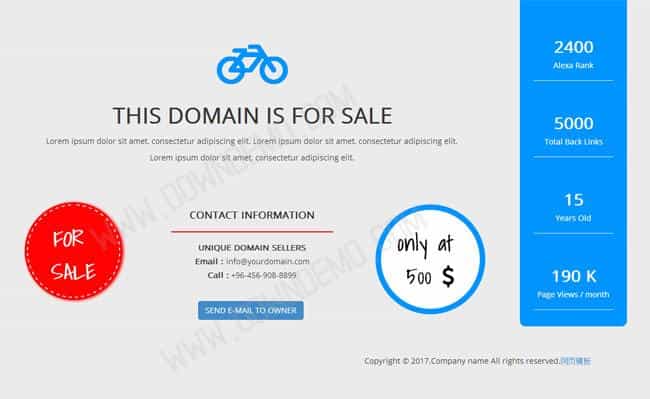 THIS DOMAIN IS FOR SALE
Lorem ipsum dolor sit amet, consectetur adipiscing elit. Lorem ipsum dolor sit amet, consectetur adipiscing elit. Lorem
ipsum dolor sit amet, consectetur adipiscing elit.
FOR
SALE
CONTACT INFORMATION
UNIQUE DOMAIN SELLERS
Email : info@yourdomain.com
Call : +96-456-908-8899
SEND E-MAIL TO OWNER
only at
500 $
2400
Alexa Rank
5000
Total Back Links
15
Years Old
190 K
Page Views / month
Copyright © 2017.Company name All rights reserved.网页模板
WWW.DOWNDEMO.COM
WWW.DOWNDEMO.COM